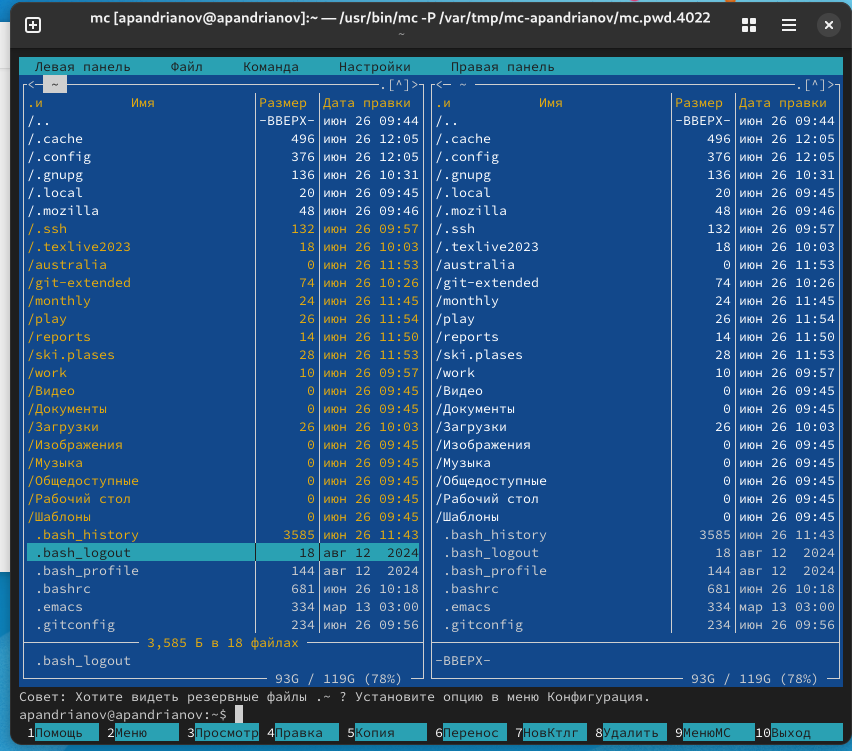 mc [apandrianov@apandrianov]:~ — /usr/bin/mc -P /var/tmp/mc-apandrianov/mc.pwd.4022
~
Левая панель Файл Команда Настройки Правая панель
<─ ~ ─.[^]>┐ ┌<─ ~ ─.[^]>
.и Имя Размер Дата правки .и Имя Размер Дата правки
/.. -ВВЕРХ- июн 26 09:44 /.. -ВВЕРХ- июн 26 09:44
/.cache 496 июн 26 12:05 /.cache 496 июн 26 12:05
/.config 376 июн 26 12:05 /.config 376 июн 26 12:05
/.gnupg 136 июн 26 10:31 /.gnupg 136 июн 26 10:31
/.local 20 июн 26 09:45 /.local 20 июн 26 09:45
/.mozilla 48 июн 26 09:46 /.mozilla 48 июн 26 09:46
/.ssh 132 июн 26 09:57 /.ssh 132 июн 26 09:57
/.texlive2023 18 июн 26 10:03 /.texlive2023 18 июн 26 10:03
/australia 0 июн 26 11:53 /australia 0 июн 26 11:53
/git-extended 74 июн 26 10:26 /git-extended 74 июн 26 10:26
/monthly 24 июн 26 11:45 /monthly 24 июн 26 11:45
/play 26 июн 26 11:54 /play 26 июн 26 11:54
/reports 14 июн 26 11:50 /reports 14 июн 26 11:50
/ski.plases 28 июн 26 11:53 /ski.plases 28 июн 26 11:53
/work 10 июн 26 09:57 /work 10 июн 26 09:57
/Видео 0 июн 26 09:45 /Видео 0 июн 26 09:45
/Документы 0 июн 26 09:45 /Документы 0 июн 26 09:45
/Загрузки 26 июн 26 10:03 /Загрузки 26 июн 26 10:03
/Изображения 0 июн 26 09:45 /Изображения 0 июн 26 09:45
/Музыка 0 июн 26 09:45 /Музыка 0 июн 26 09:45
/Общедоступные 0 июн 26 09:45 /Общедоступные 0 июн 26 09:45
/Рабочий стол 0 июн 26 09:45 /Рабочий стол 0 июн 26 09:45
/Шаблоны 0 июн 26 09:45 /Шаблоны 0 июн 26 09:45
.bash_history 3585 июн 26 11:43 .bash_history 3585 июн 26 11:43
.bash_logout 18 авг 12 2024 .bash_logout 18 авг 12 2024
.bash_profile 144 авг 12 2024 .bash_profile 144 авг 12 2024
.bashrc 681 июн 26 10:18 .bashrc 681 июн 26 10:18
.emacs 334 мар 13 03:00 .emacs 334 мар 13 03:00
.gitconfig 234 июн 26 09:56 .gitconfig 234 июн 26 09:56
3,585 Б в 18 файлах
.bash_logout -ВВЕРХ-
93G / 119G (78%) 93G / 119G (78%)
Совет: Хотите видеть резервные файлы .~ ? Установите опцию в меню Конфигурация.
apandrianov@apandrianov:~$
1Помощь 2Меню 3Просмотр 4Правка 5Копия 6Перенос 7НовКтлг 8Удалить 9МенюМС 10Выход